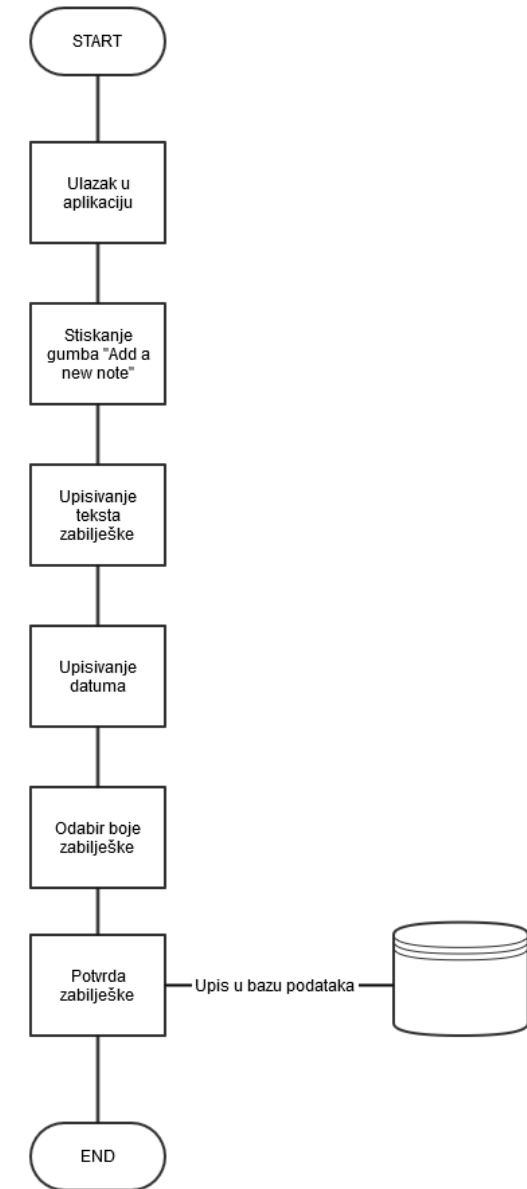 START
Ulazak u
aplikaciju
Stiskanje
gumba "Add a
new note"
Upisivanje
teksta
zabilješke
Upisivanje
datuma
Odabir boje
zabilješke
Potvrda
zabilješke
Upis u bazu podataka
END